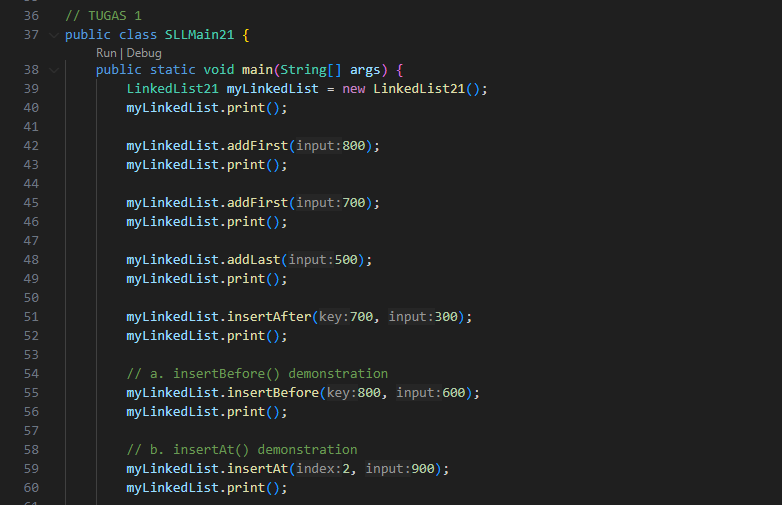 36 // TUGAS 1
37 public class SLLMain21 {
Run | Debug
38 public static void main(String[] args) {
39 LinkedList21 myLinkedList = new LinkedList21();
40 myLinkedList.print();
41
42 myLinkedList.addFirst(input:800);
43 myLinkedList.print();
44
45 myLinkedList.addFirst(input:700);
46 myLinkedList.print();
47
48 myLinkedList.addLast(input:500);
49 myLinkedList.print();
50
51 myLinkedList.insertAfter(key:700, input:300);
52 myLinkedList.print();
53
54 // a. insertBefore() demonstration
55 myLinkedList.insertBefore(key:800, input:600);
56 myLinkedList.print();
57
58 // b. insertAt() demonstration
59 myLinkedList.insertAt(index:2, input:900);
60 myLinkedList.print();